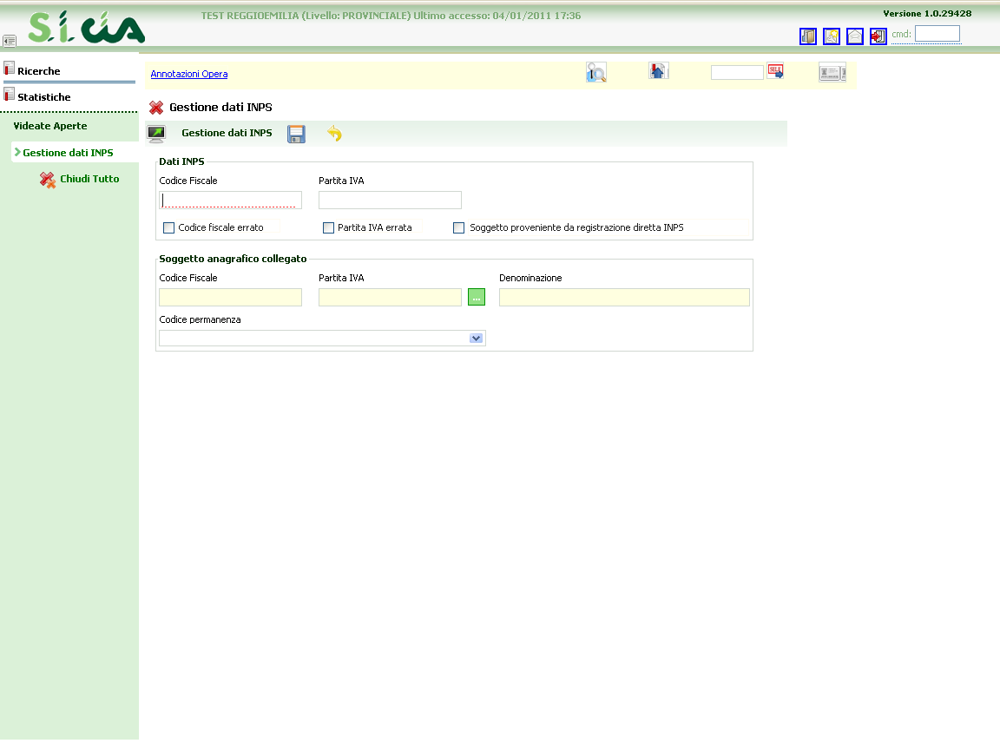 S.I. CIA
TEST REGGIOEMILIA (Livello: PROVINCIALE) Ultimo accesso: 04/01/2011 17:36
Versione 1.0.29428
cmd:
Ricerche
Statistiche
Videate Aperte
Gestione dati INPS
Chiudi Tutto
Annotazioni Opera
Gestione dati INPS
Gestione dati INPS
Dati INPS
Codice Fiscale Partita IVA
Codice fiscale errato Partita IVA errata Soggetto proveniente da registrazione diretta INPS
Soggetto anagrafico collegato
Codice Fiscale Partita IVA Denominazione
...
Codice permanenza